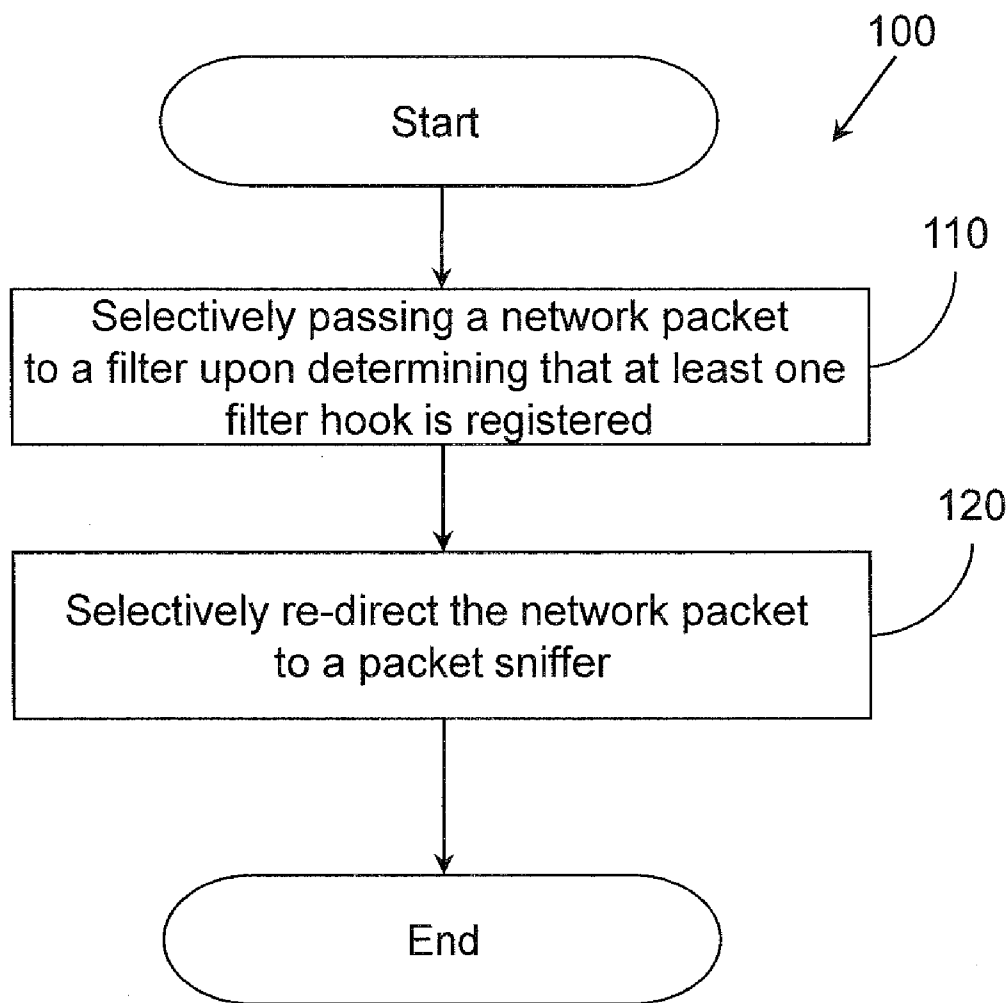 100
Start
110
Selectively passing a network packet
to a filter upon determining that at least one
filter hook is registered
120
Selectively re-direct the network packet
to a packet sniffer
End